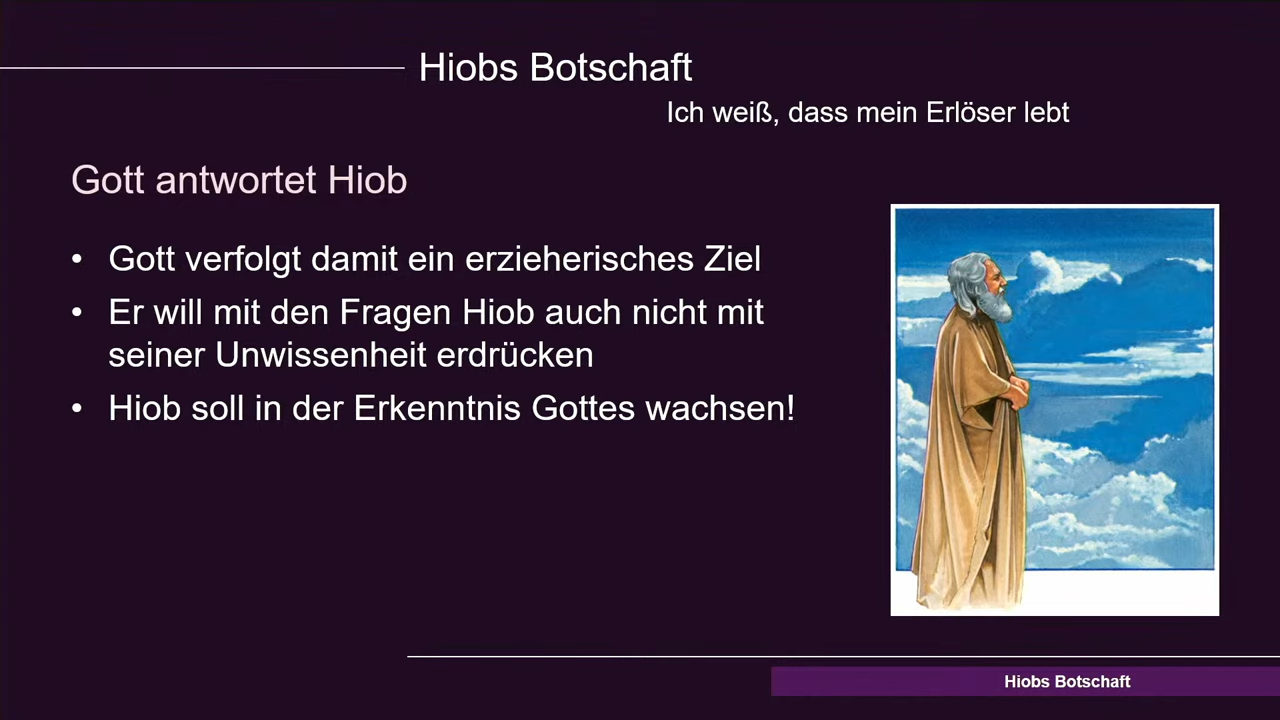 Hiobs Botschaft
Ich weiß, dass mein Erlöser lebt
Gott antwortet Hiob
• Gott verfolgt damit ein erzieherisches Ziel
• Er will mit den Fragen Hiob auch nicht mit
seiner Unwissenheit erdrücken
• Hiob soll in der Erkenntnis Gottes wachsen!
Hiobs Botschaft